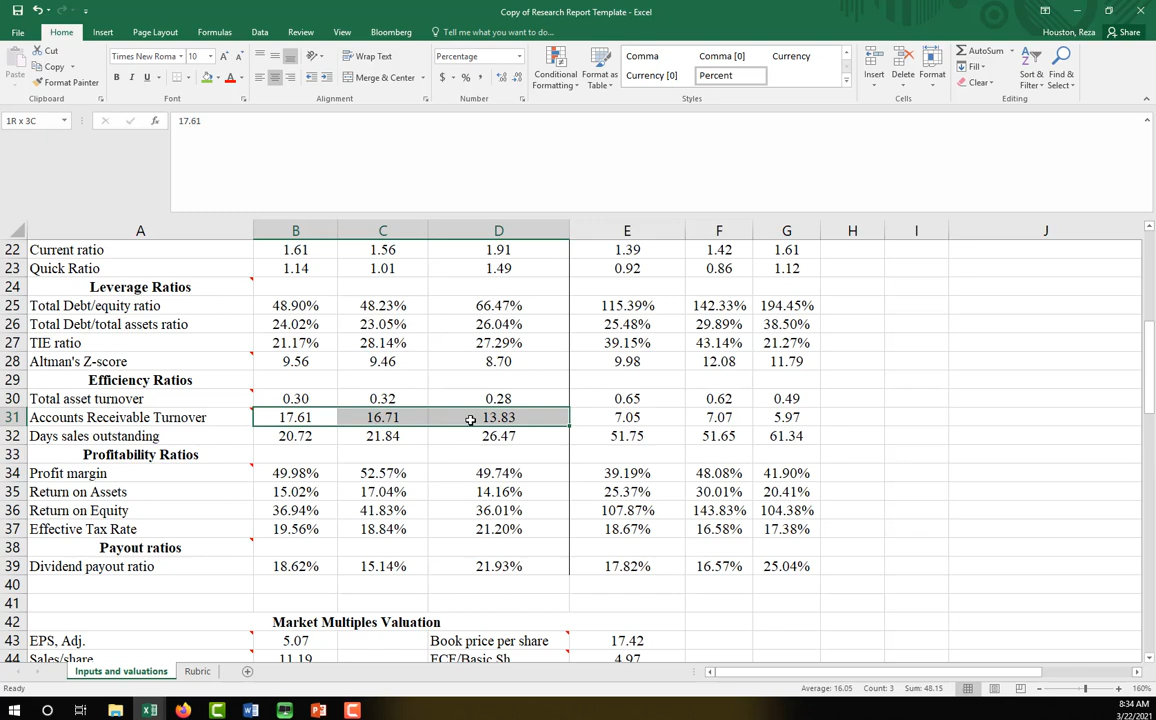 Copy of Research Report Template - Excel
File Home Insert Page Layout Formulas Data Review View Bloomberg Tell me what you want to do... Houston, Reza Share
Cut
Copy
Format Painter
Paste
Clipboard
Times New Roma 10
B I U
Font
Wrap Text
Merge & Center
Alignment
Percentage
$ % ,
Number
Conditional Formatting
Format as Table
Comma Comma [0] Currency
Currency [0] Percent
Styles
Insert Delete Format
Cells
AutoSum
Fill
Clear
Sort & Filter
Find & Select
Editing
1R x 3C fx 17.61
A B C D E F G H I J
22 Current ratio 1.61 1.56 1.91 1.39 1.42 1.61
23 Quick Ratio 1.14 1.01 1.49 0.92 0.86 1.12
24 Leverage Ratios
25 Total Debt/equity ratio 48.90% 48.23% 66.47% 115.39% 142.33% 194.45%
26 Total Debt/total assets ratio 24.02% 23.05% 26.04% 25.48% 29.89% 38.50%
27 TIE ratio 21.17% 28.14% 27.29% 39.15% 43.14% 21.27%
28 Altman's Z-score 9.56 9.46 8.70 9.98 12.08 11.79
29 Efficiency Ratios
30 Total asset turnover 0.30 0.32 0.28 0.65 0.62 0.49
31 Accounts Receivable Turnover 17.61 16.71 13.83 7.05 7.07 5.97
32 Days sales outstanding 20.72 21.84 26.47 51.75 51.65 61.34
33 Profitability Ratios
34 Profit margin 49.98% 52.57% 49.74% 39.19% 48.08% 41.90%
35 Return on Assets 15.02% 17.04% 14.16% 25.37% 30.01% 20.41%
36 Return on Equity 36.94% 41.83% 36.01% 107.87% 143.83% 104.38%
37 Effective Tax Rate 19.56% 18.84% 21.20% 18.67% 16.58% 17.38%
38 Payout ratios
39 Dividend payout ratio 18.62% 15.14% 21.93% 17.82% 16.57% 25.04%
40
41
42 Market Multiples Valuation
43 EPS, Adj. 5.07 Book price per share 17.42
44 Sales/share 11.19 FCF/Basic Sh 4.97
Inputs and valuations Rubric
Ready Average: 16.05 Count: 3 Sum: 48.15 160%
8:34 AM
3/22/2021